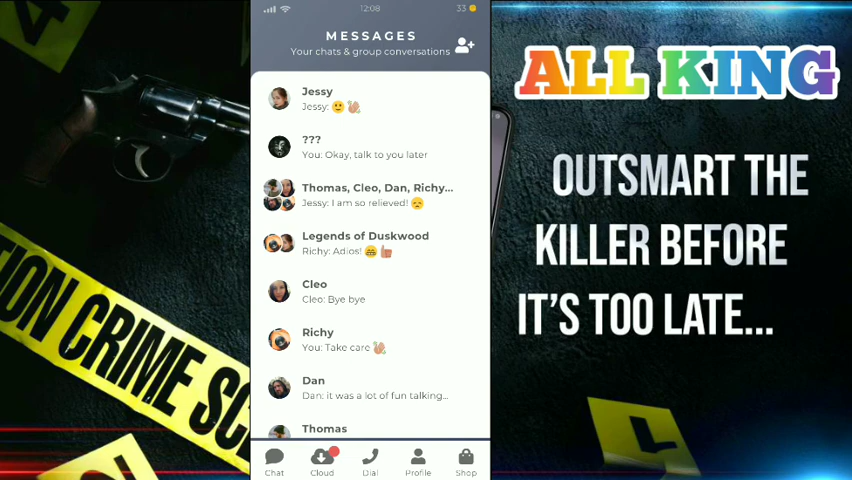 12:08
33
MESSAGES
Your chats & group conversations
Jessy
Jessy: 🙂 👋🏼
???
You: Okay, talk to you later
Thomas, Cleo, Dan, Richy...
Jessy: I am so relieved! 😞
Legends of Duskwood
Richy: Adios! 😁 👍🏼
Cleo
Cleo: Bye bye
Richy
You: Take care 👋🏼
Dan
Dan: it was a lot of fun talking...
Thomas
Chat
Cloud
Dial
Profile
Shop
ALL KING
OUTSMART THE
KILLER BEFORE
IT'S TOO LATE...
4
ION CRIME SC
L